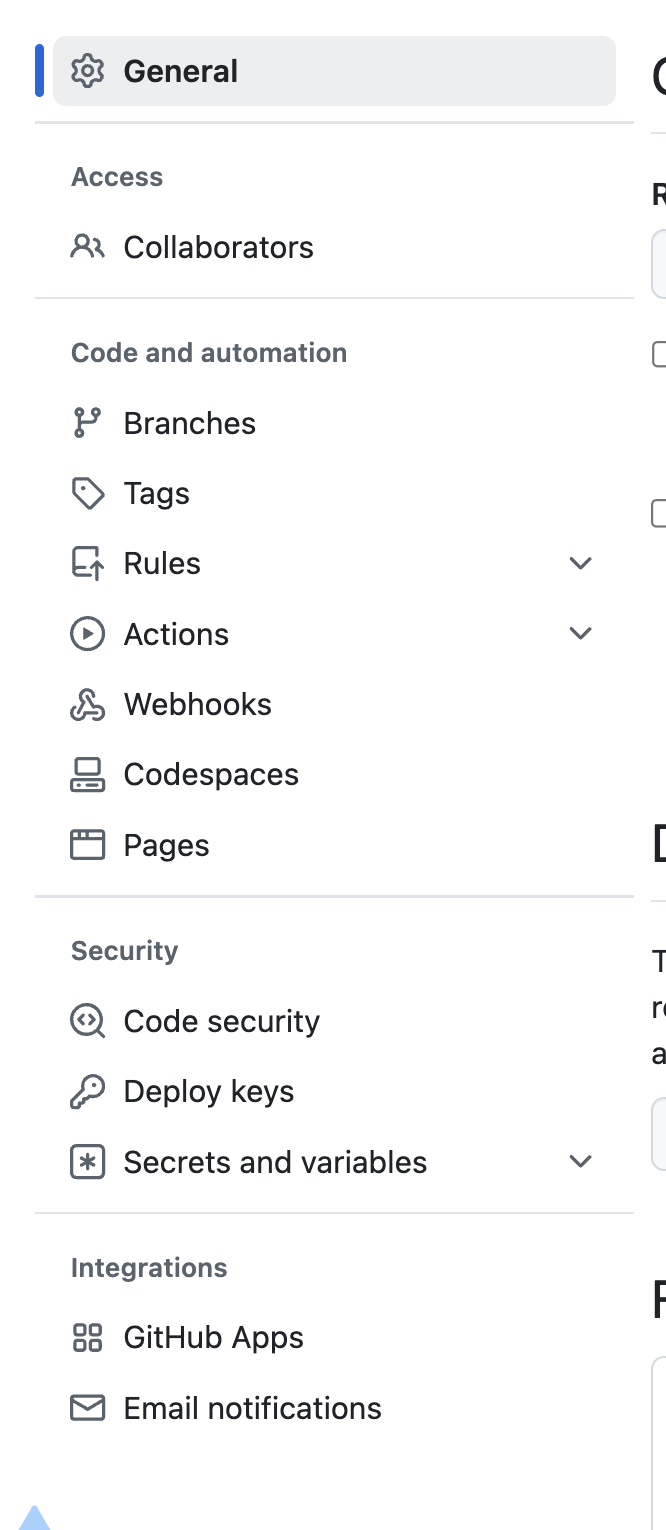 General
Access
Collaborators
Code and automation
Branches
Tags
Rules
Actions
Webhooks
Codespaces
Pages
Security
Code security
Deploy keys
Secrets and variables
Integrations
GitHub Apps
Email notifications